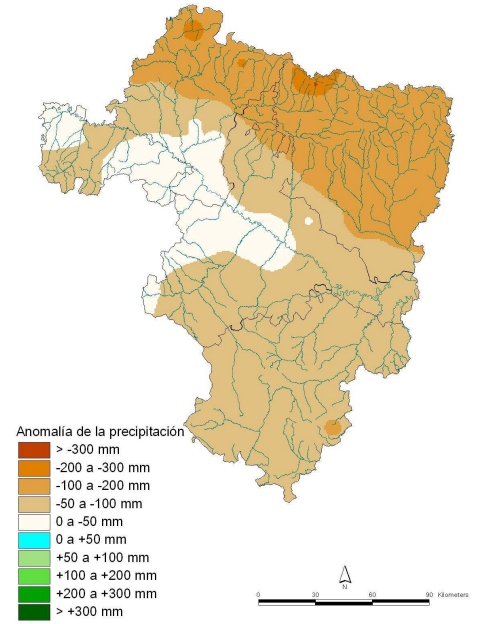 Anomalía de la precipitación
> -300 mm
-200 a -300 mm
-100 a -200 mm
-50 a -100 mm
0 a -50 mm
0 a +50 mm
+50 a +100 mm
+100 a +200 mm
+200 a +300 mm
> +300 mm
N
0 30 60 90 Kilometers